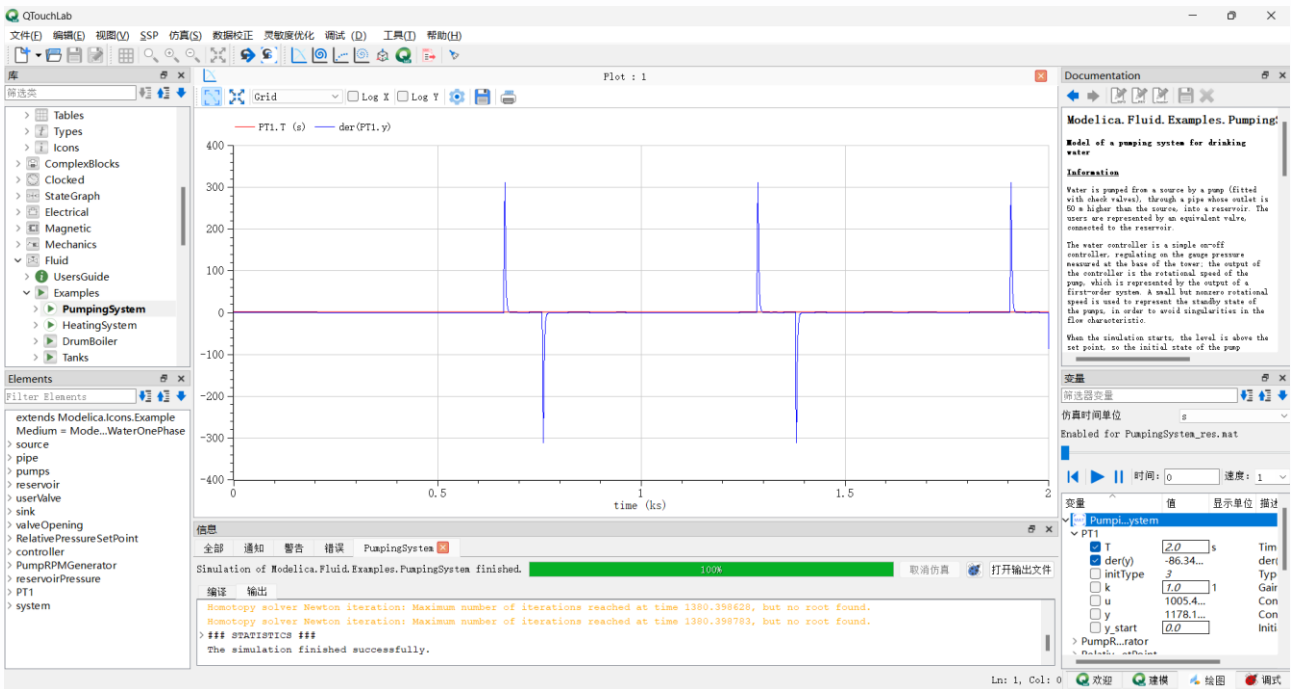 QTouchLab
文件(F) 编辑(E) 视图(V) SSP 仿真(S) 数据校正 灵敏度优化 调试 (D) 工具(T) 帮助(H)
库
筛选类
Tables
Types
Icons
ComplexBlocks
Clocked
StateGraph
Electrical
Magnetic
Mechanics
Fluid
UsersGuide
Examples
PumpingSystem
HeatingSystem
DrumBoiler
Tanks
Elements
Filter Elements
extends Modelica.Icons.Example
Medium = Mode...WaterOnePhase
source
pipe
pumps
reservoir
userValve
sink
valveOpening
RelativePressureSetPoint
controller
PumpRPMGenerator
reservoirPressure
PT1
system
Plot : 1
Grid Log X Log Y
PT1.T (s) der(PT1.y)
400
300
200
100
0
-100
-200
-300
-400
0 0.5 1 1.5 2
time (ks)
信息
全部 通知 警告 错误 PumpingSystem
Simulation of Modelica.Fluid.Examples.PumpingSystem finished. 100% 取消仿真 打开输出文件
编译 输出
Homotopy solver Newton iteration: Maximum number of iterations reached at time 1380.398628, but no root found.
Homotopy solver Newton iteration: Maximum number of iterations reached at time 1380.398783, but no root found.
### STATISTICS ###
The simulation finished successfully.
Documentation
Modelica.Fluid.Examples.Pumping
Model of a pumping system for drinking
water
Information
Water is pumped from a source by a pump (fitted
with check valves), through a pipe whose outlet is
50 m higher than the source, into a reservoir. The
users are represented by an equivalent valve,
connected to the reservoir.
The water controller is a simple on-off
controller, regulating on the gauge pressure
measured at the base of the tower; the output of
the controller is the rotational speed of the
pump, which is represented by the output of a
first-order system. A small but nonzero rotational
speed is used to represent the standby state of
the pumps, in order to avoid singularities in the
flow characteristic.
When the simulation starts, the level is above the
set point, so the initial state of the pump
变量
筛选器变量
仿真时间单位 s
Enabled for PumpingSystem_res.mat
时间: 0 速度: 1
变量 值 显示单位 描述
Pumpi...ystem
PT1
T 2.0 s Tim
der(y) -86.34... der(
initType 3 Typ
k 1.0 1 Gair
u 1005.4... Con
y 1178.1... Con
y_start 0.0 Initi
PumpR...rator
Ln: 1, Col: 0 欢迎 建模 绘图 调式